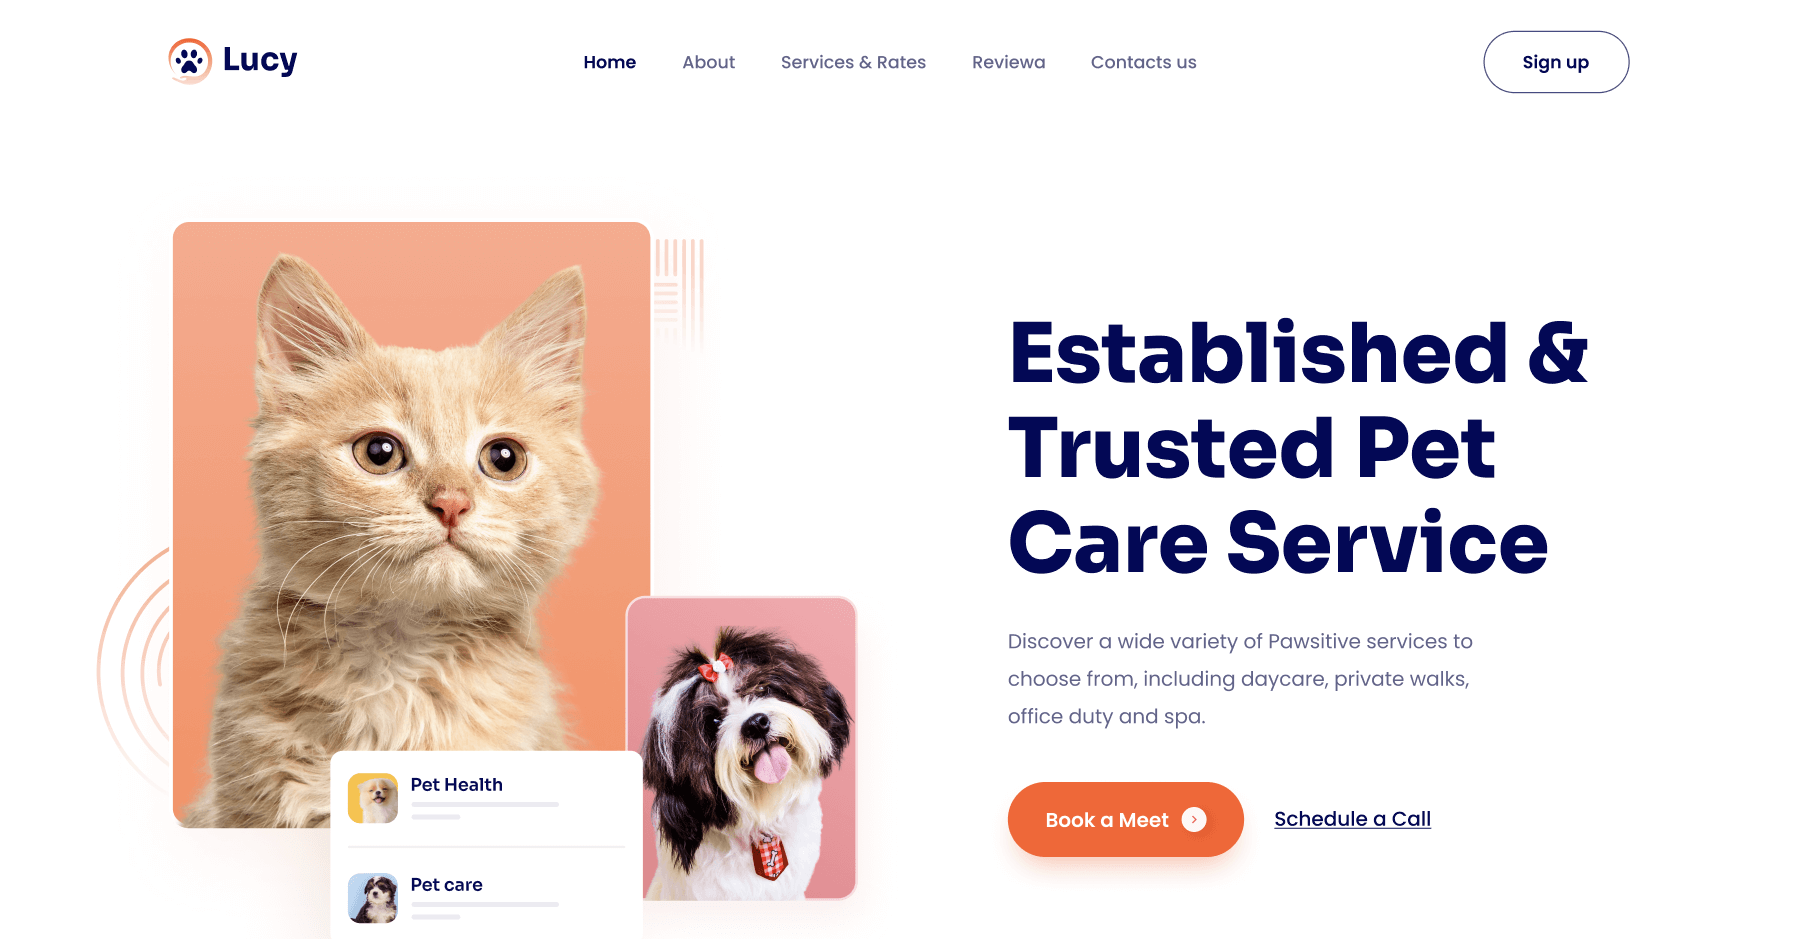 Lucy
Home
About
Services & Rates
Reviewa
Contacts us
Sign up
Established &
Trusted Pet
Care Service
Discover a wide variety of Pawsitive services to
choose from, including daycare, private walks,
office duty and spa.
Book a Meet
Schedule a Call
Pet Health
Pet care